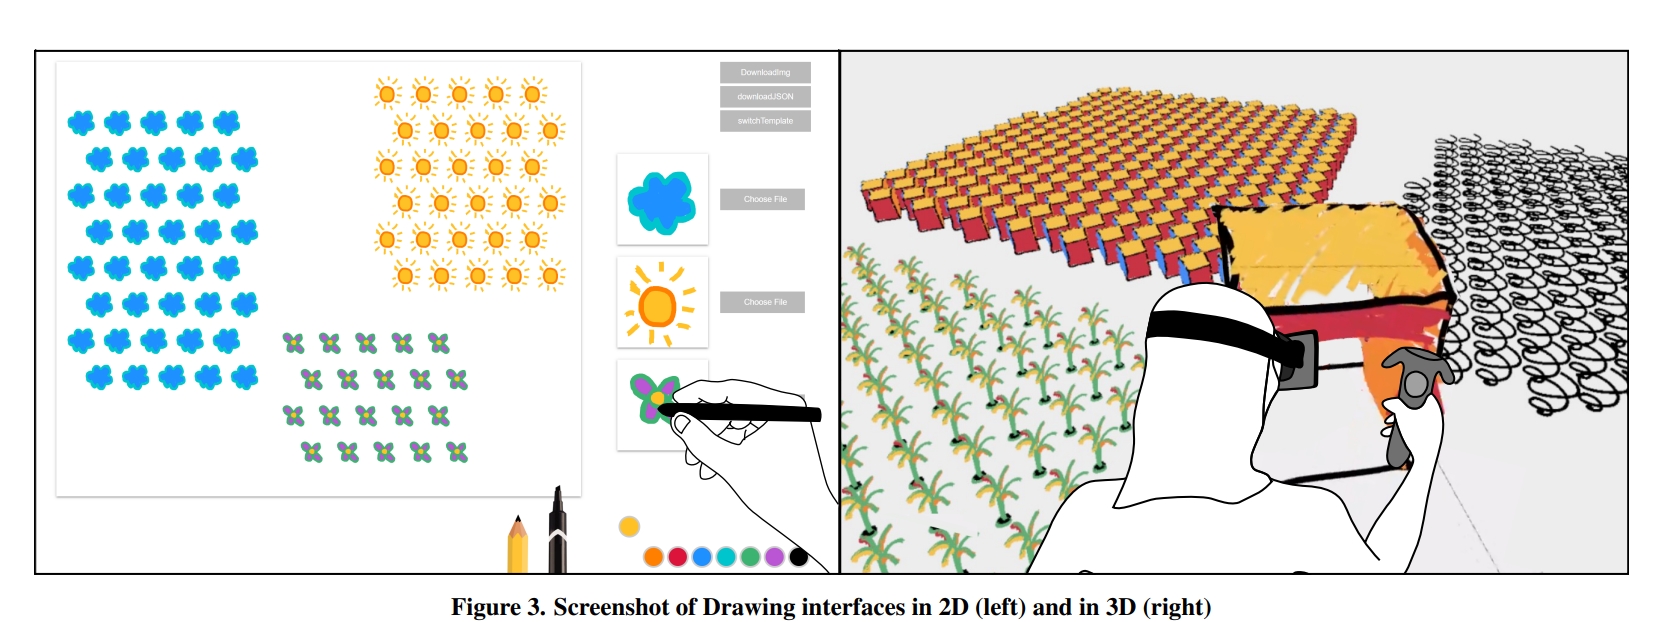 DownloadImg
downloadJSON
switchTemplate
Choose File
Choose File
Figure 3. Screenshot of Drawing interfaces in 2D (left) and in 3D (right)